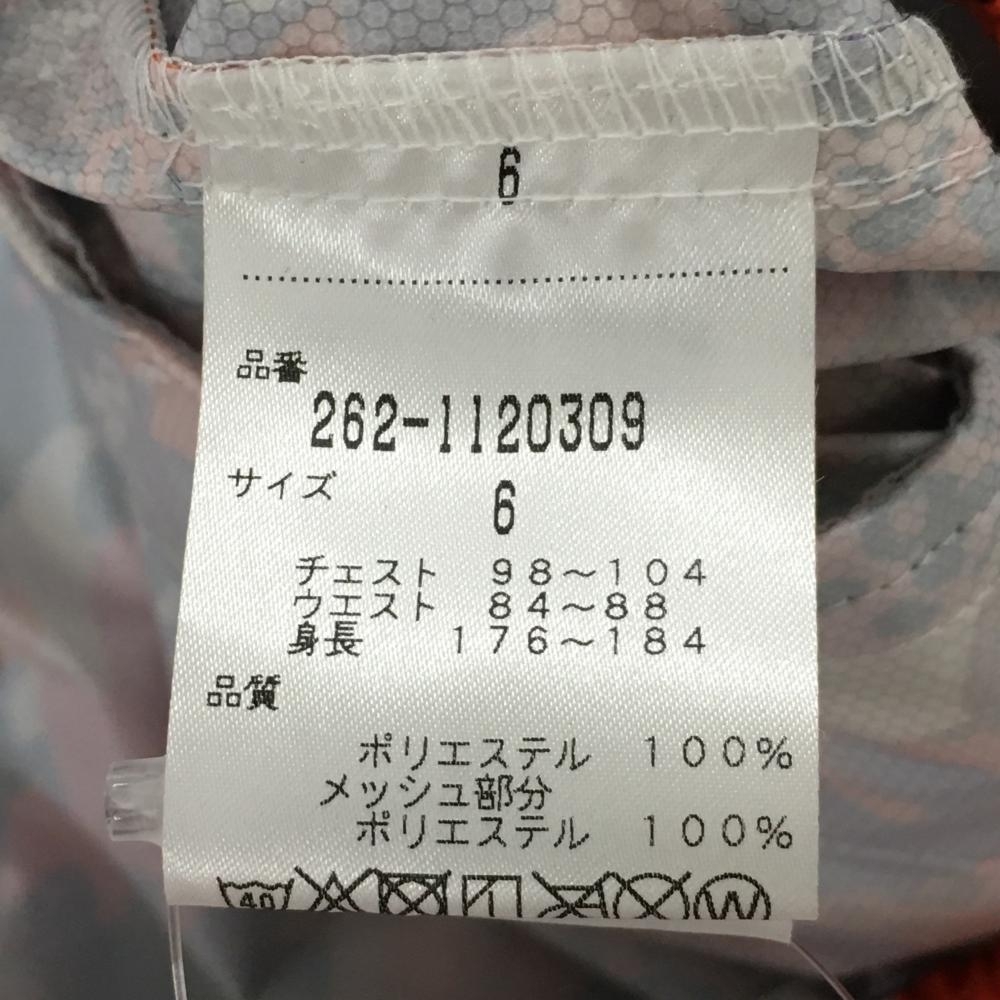 6
品番
262-1120309
サイズ
6
チェスト 98〜104
ウエスト 84〜88
身長 176〜184
品質
ポリエステル 100%
メッシュ部分
ポリエステル 100%
40 W